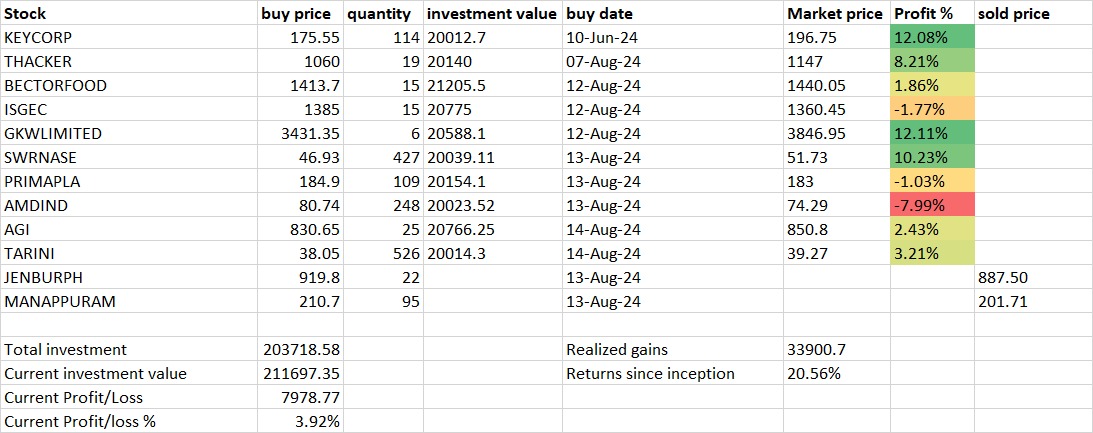 Stock buy price quantity investment value buy date Market price Profit % sold price
KEYCORP 175.55 114 20012.7 10-Jun-24 196.75 12.08%
THACKER 1060 19 20140 07-Aug-24 1147 8.21%
BECTORFOOD 1413.7 15 21205.5 12-Aug-24 1440.05 1.86%
ISGEC 1385 15 20775 12-Aug-24 1360.45 -1.77%
GKWLIMITED 3431.35 6 20588.1 12-Aug-24 3846.95 12.11%
SWRNASE 46.93 427 20039.11 13-Aug-24 51.73 10.23%
PRIMAPLA 184.9 109 20154.1 13-Aug-24 183 -1.03%
AMDIND 80.74 248 20023.52 13-Aug-24 74.29 -7.99%
AGI 830.65 25 20766.25 14-Aug-24 850.8 2.43%
TARINI 38.05 526 20014.3 14-Aug-24 39.27 3.21%
JENBURPH 919.8 22 13-Aug-24 887.50
MANAPPURAM 210.7 95 13-Aug-24 201.71
Total investment 203718.58 Realized gains 33900.7
Current investment value 211697.35 Returns since inception 20.56%
Current Profit/Loss 7978.77
Current Profit/loss % 3.92%